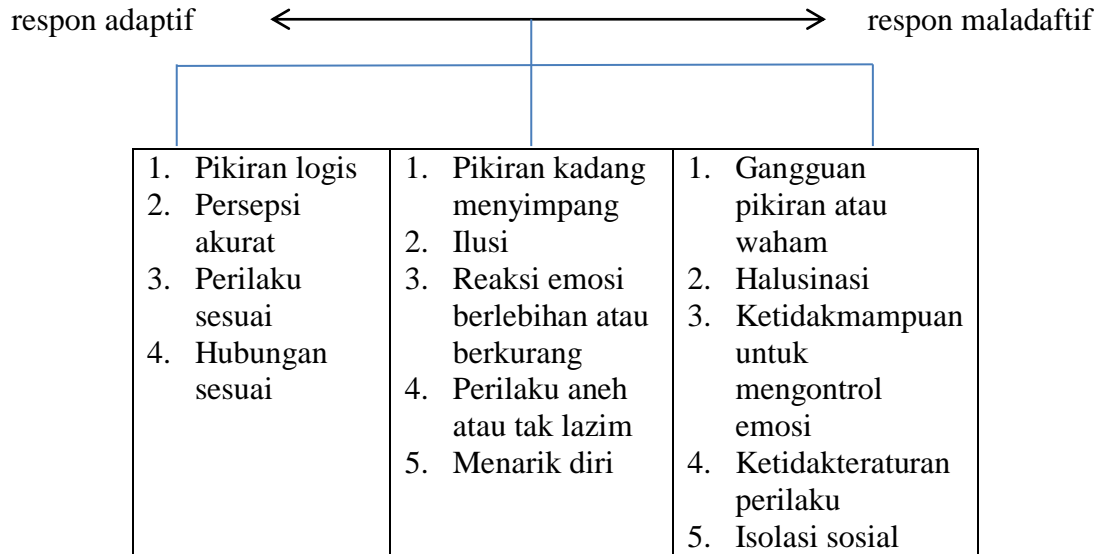 respon adaptif respon maladaftif
1. Pikiran logis
2. Persepsi
akurat
3. Perilaku
sesuai
4. Hubungan
sesuai
1. Pikiran kadang
menyimpang
2. Ilusi
3. Reaksi emosi
berlebihan atau
berkurang
4. Perilaku aneh
atau tak lazim
5. Menarik diri
1. Gangguan
pikiran atau
waham
2. Halusinasi
3. Ketidakmampuan
untuk
mengontrol
emosi
4. Ketidakteraturan
perilaku
5. Isolasi sosial